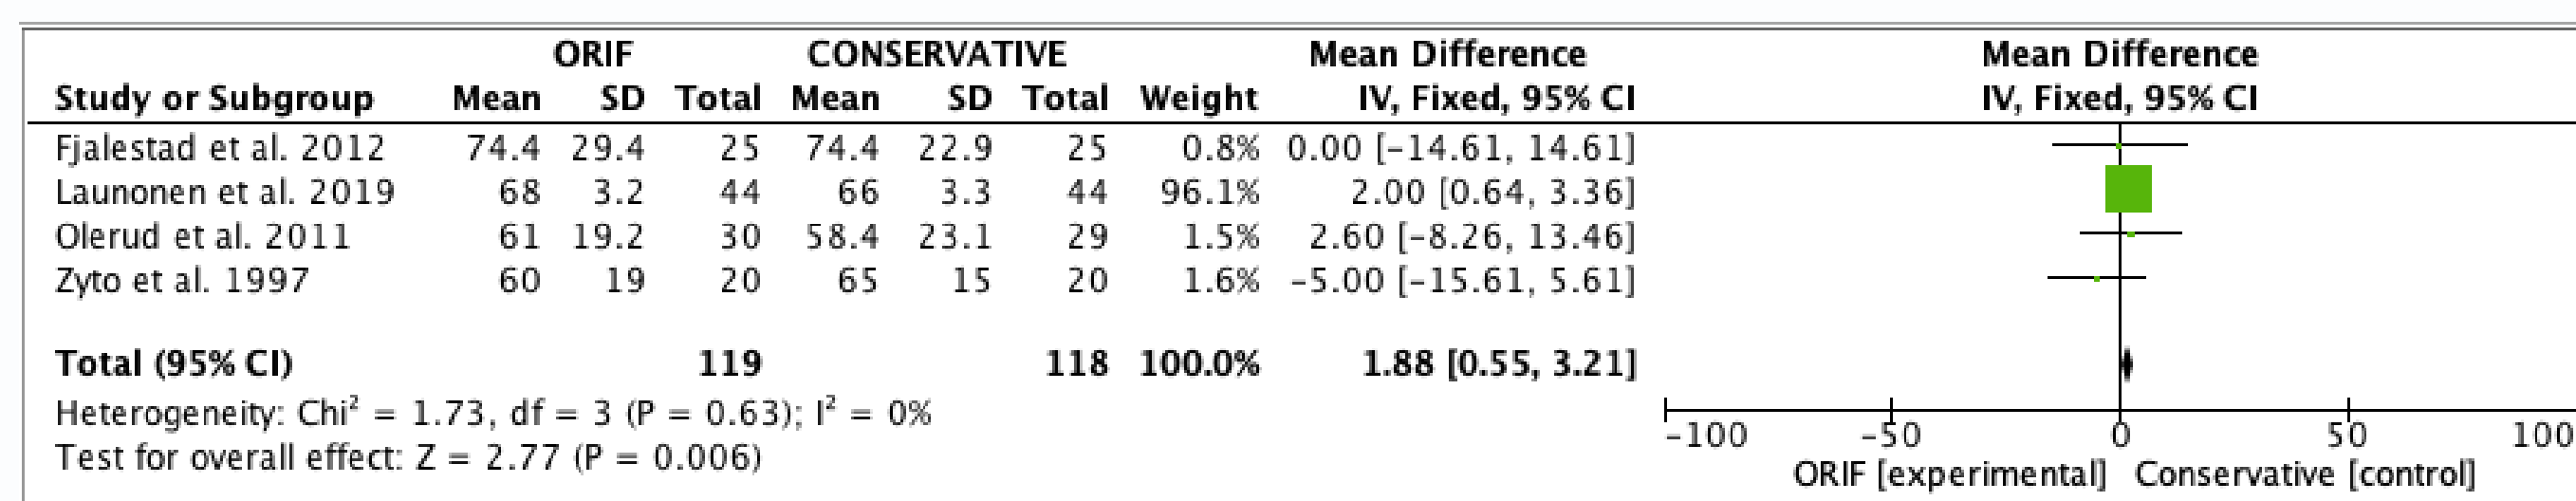 ORIF CONSERVATIVE Mean Difference Mean Difference
Study or Subgroup Mean SD Total Mean SD Total Weight IV, Fixed, 95% CI IV, Fixed, 95% CI
Fjalestad et al. 2012 74.4 29.4 25 74.4 22.9 25 0.8% 0.00 [−14.61, 14.61]
Launonen et al. 2019 68 3.2 44 66 3.3 44 96.1% 2.00 [0.64, 3.36]
Olerud et al. 2011 61 19.2 30 58.4 23.1 29 1.5% 2.60 [−8.26, 13.46]
Zyto et al. 1997 60 19 20 65 15 20 1.6% −5.00 [−15.61, 5.61]
Total (95% CI) 119 118 100.0% 1.88 [0.55, 3.21]
Heterogeneity: Chi² = 1.73, df = 3 (P = 0.63); I² = 0%
Test for overall effect: Z = 2.77 (P = 0.006)
−100 −50 0 50 100
ORIF [experimental] Conservative [control]